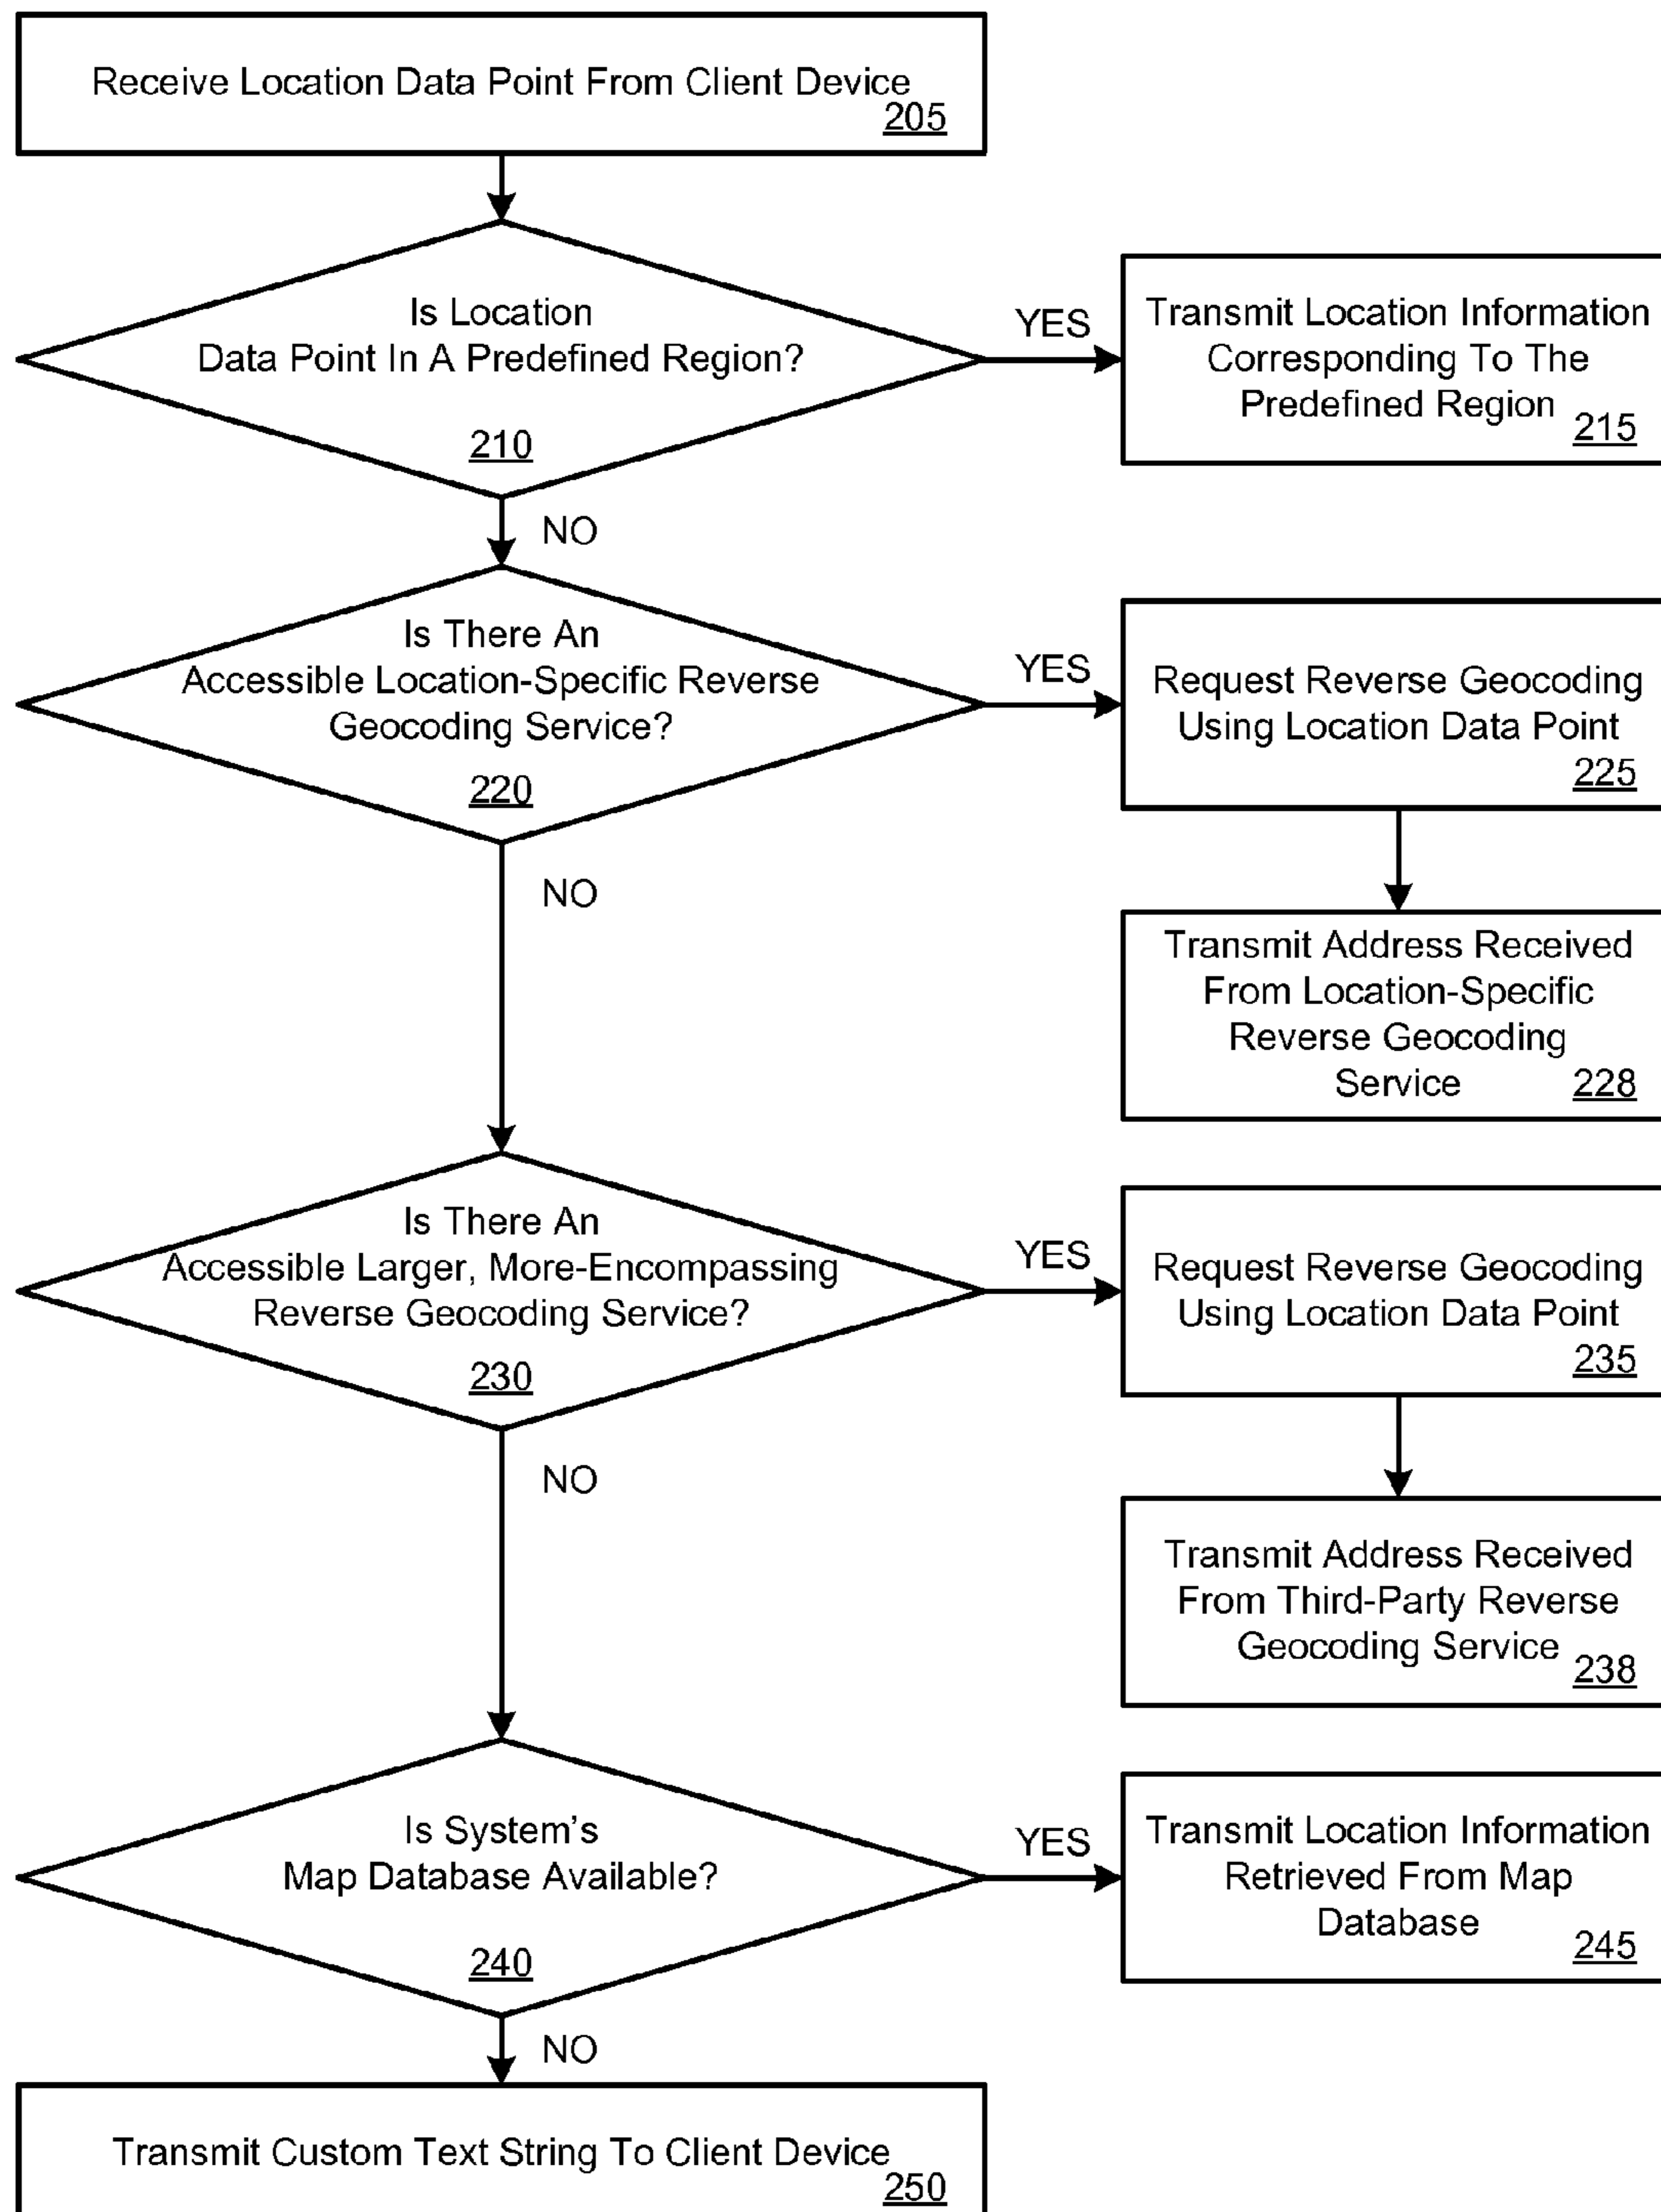 Receive Location Data Point From Client Device
205
Is Location
Data Point In A Predefined Region?
210
YES
Transmit Location Information
Corresponding To The
Predefined Region
215
NO
Is There An
Accessible Location-Specific Reverse
Geocoding Service?
220
YES
Request Reverse Geocoding
Using Location Data Point
225
NO
Transmit Address Received
From Location-Specific
Reverse Geocoding
Service
228
Is There An
Accessible Larger, More-Encompassing
Reverse Geocoding Service?
230
YES
Request Reverse Geocoding
Using Location Data Point
235
NO
Transmit Address Received
From Third-Party Reverse
Geocoding Service
238
Is System's
Map Database Available?
240
YES
Transmit Location Information
Retrieved From Map
Database
245
NO
Transmit Custom Text String To Client Device
250